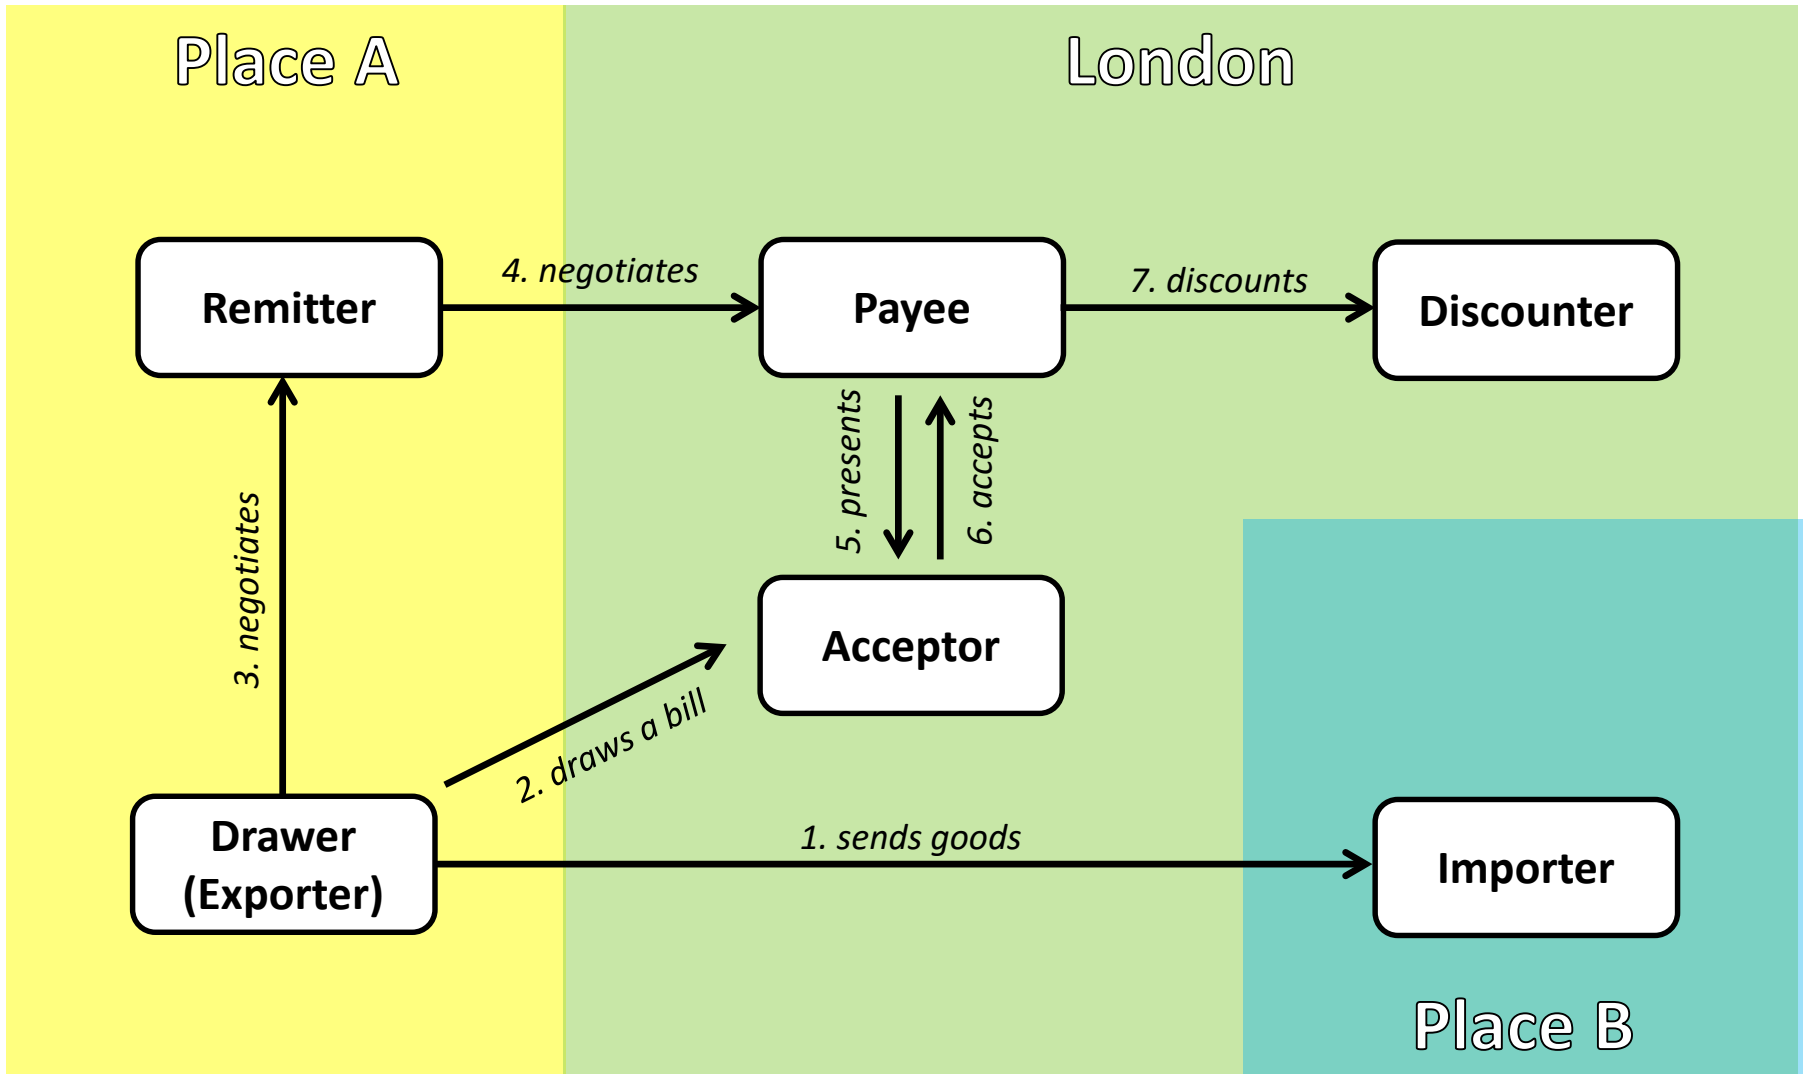 Place A
London
Remitter
4. negotiates
Payee
7. discounts
Discounter
3. negotiates
5. presents
6. accepts
Acceptor
2. draws a bill
Drawer
(Exporter)
1. sends goods
Importer
Place B